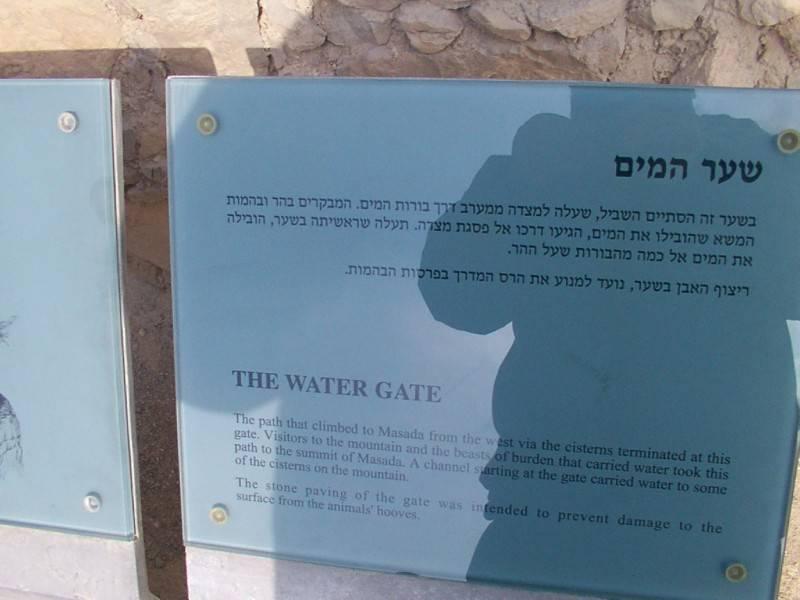 שער המים
בשער זה הסתיים השביל, שעלה למצדה ממערב דרך בורות המים. המבקרים בהר ובהמות
המשא שהובילו את המים, הגיעו דרכו אל פסגת מצדה. תעלה שראשיתה בשער, הובילה
את המים אל כמה מהבורות שעל ההר.
ריצוף האבן בשער, נועד למנוע את הרס המדרך בפרסות הבהמות.
THE WATER GATE
The path that climbed to Masada from the west via the cisterns terminated at this
gate. Visitors to the mountain and the beasts of burden that carried water took this
path to the summit of Masada. A channel starting at the gate carried water to some
of the cisterns on the mountain.
The stone paving of the gate was intended to prevent damage to the
surface from the animals' hooves.